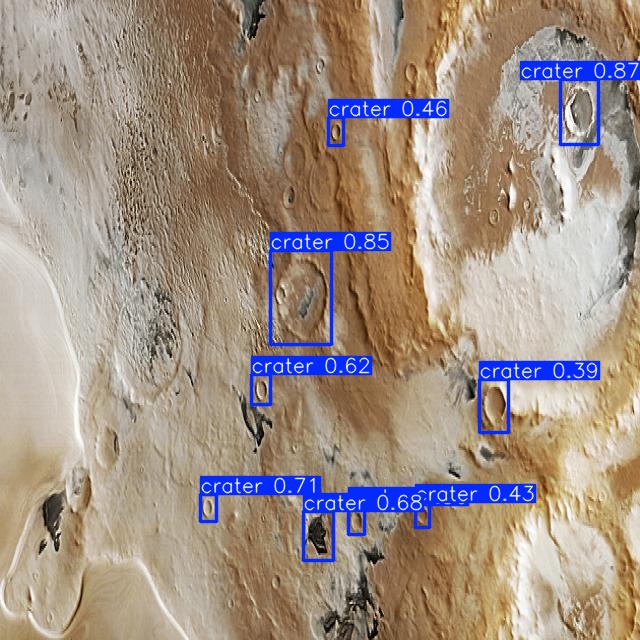 crater 0.87
crater 0.46
crater 0.85
crater 0.62
crater 0.39
crater 0.71
crater 0.68
crater 0.43